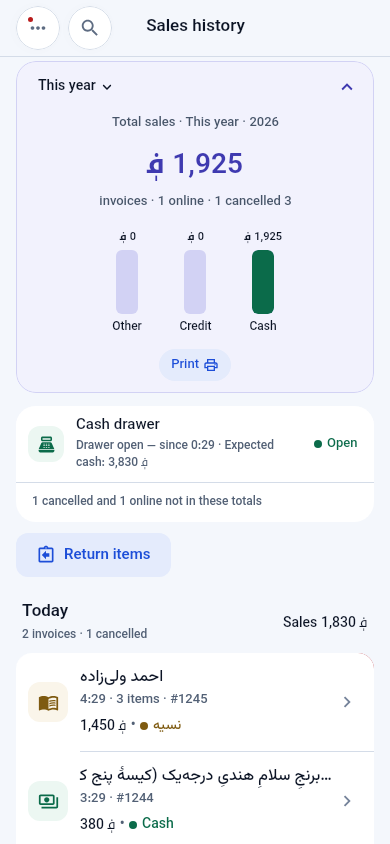 Sales history
This year
Total sales · This year · 2026
؋ 1,925
invoices · 1 online · 1 cancelled 3
؋ 0
؋ 0
؋ 1,925
Other
Credit
Cash
Print
Cash drawer
Drawer open — since 0:29 · Expected
cash: 3,830 ؋
Open
1 cancelled and 1 online not in these totals
Return items
Today
2 invoices · 1 cancelled
Sales 1,830 ؋
احمد ولی‌زاده
4:29 · 3 items · #1245
1,450 ؋ • نسیه
برنجِ سلامِ هندیِ درجه‌یک (کیسهٔ پنج ک...
3:29 · #1244
380 ؋ • Cash